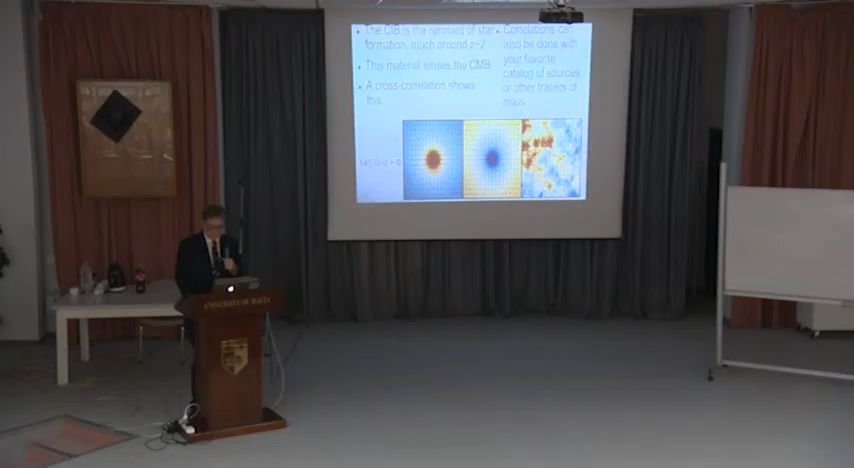 • The CIB is the remnant of star
formation, much around z~2
• This material lenses the CMB
• A cross-correlation shows
this
• Correlations can
also be done with
your favorite
catalog of sources
or other tracers of
mass
UNIVERSITY OF MALTA